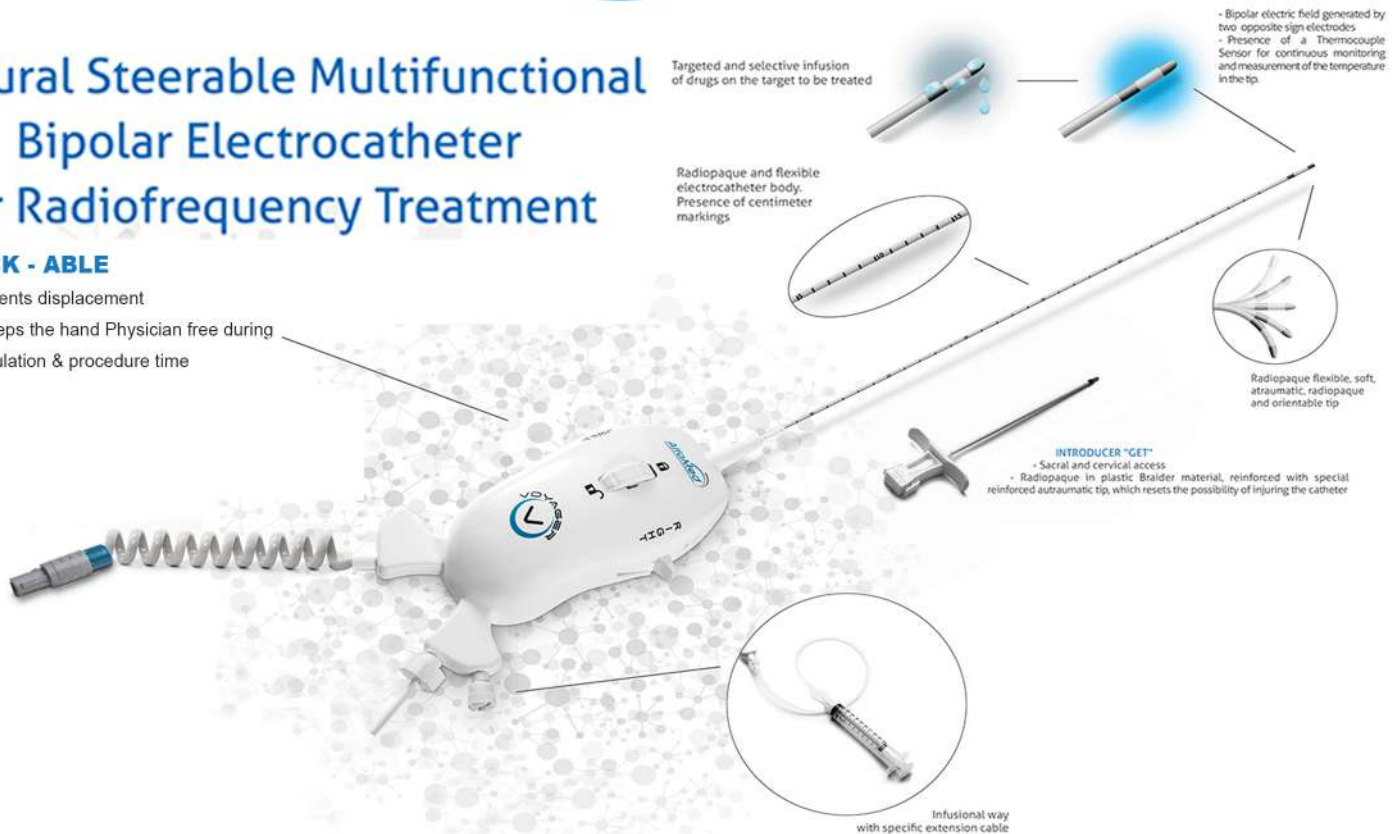 ural Steerable Multifunctional
Bipolar Electrocatheter
r Radiofrequency Treatment
CK - ABLE
ents displacement
eps the hand Physician free during
ulation & procedure time
Targeted and selective infusion
of drugs on the target to be treated
- Bipolar electric field generated by
two opposite sign electrodes
- Presence of a Thermocouple
Sensor for continuous monitoring
and measurement of the temperature
in the tip.
Radiopaque and flexible
electrocatheter body.
Presence of centimeter
markings
Radiopaque flexible, soft,
atraumatic, radiopaque
and orientable tip
INTRODUCER "GET"
- Sacral and cervical access
- Radiopaque in plastic Braider material, reinforced with special
reinforced autraumatic tip, which resets the possibility of injuring the catheter
VOYAGER
RIGHT
Infusional way
with specific extension cable